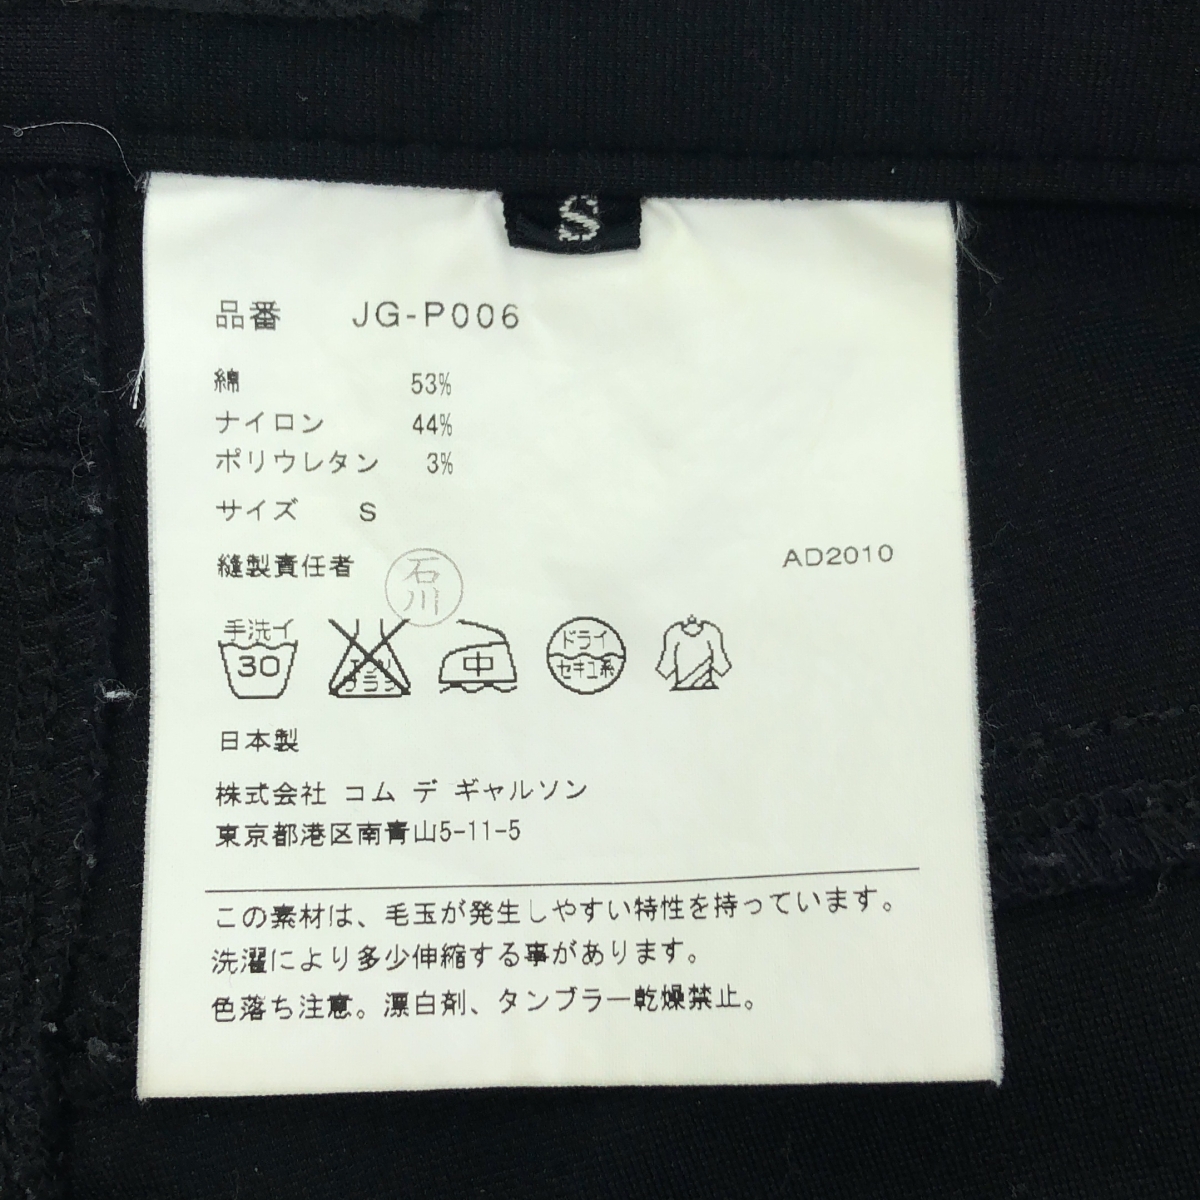 S
品番 JG-P006
綿 53%
ナイロン 44%
ポリウレタン 3%
サイズ S
縫製責任者 石川
AD2010
手洗イ
30
エンソ
フラン
中
ドライ
セキユ系
日本製
株式会社 コム デ ギャルソン
東京都港区南青山5-11-5
この素材は、毛玉が発生しやすい特性を持っています。
洗濯により多少伸縮する事があります。
色落ち注意。漂白剤、タンブラー乾燥禁止。